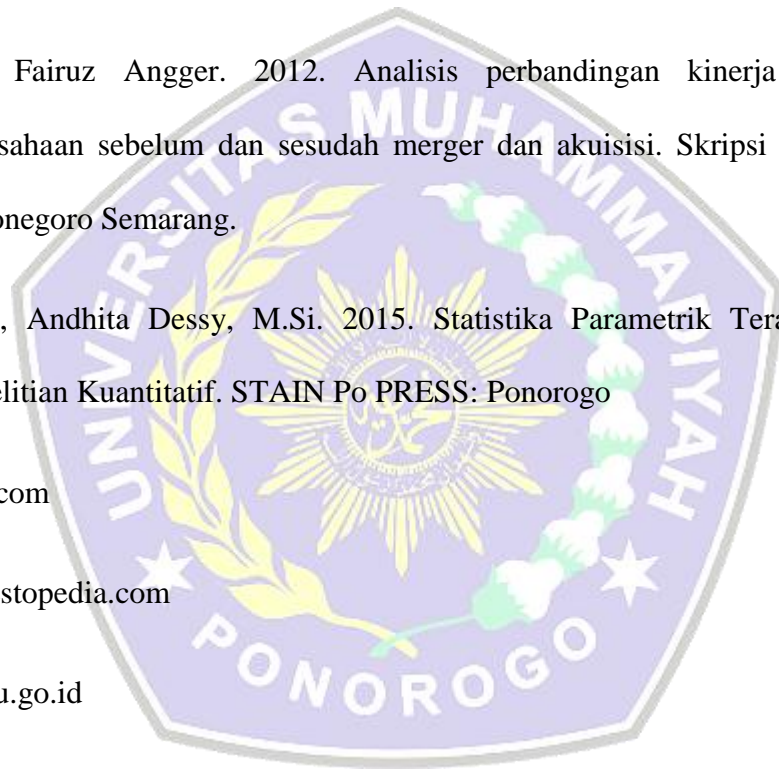 Fairuz Angger. 2012. Analisis perbandingan kinerja
sahaan sebelum dan sesudah merger dan akuisisi. Skripsi
onegoro Semarang.
, Andhita Dessy, M.Si. 2015. Statistika Parametrik Tera
elitian Kuantitatif. STAIN Po PRESS: Ponorogo
com
stopedia.com
u.go.id
UNIVERSITAS MUHAMMADIYAH
PONOROGO